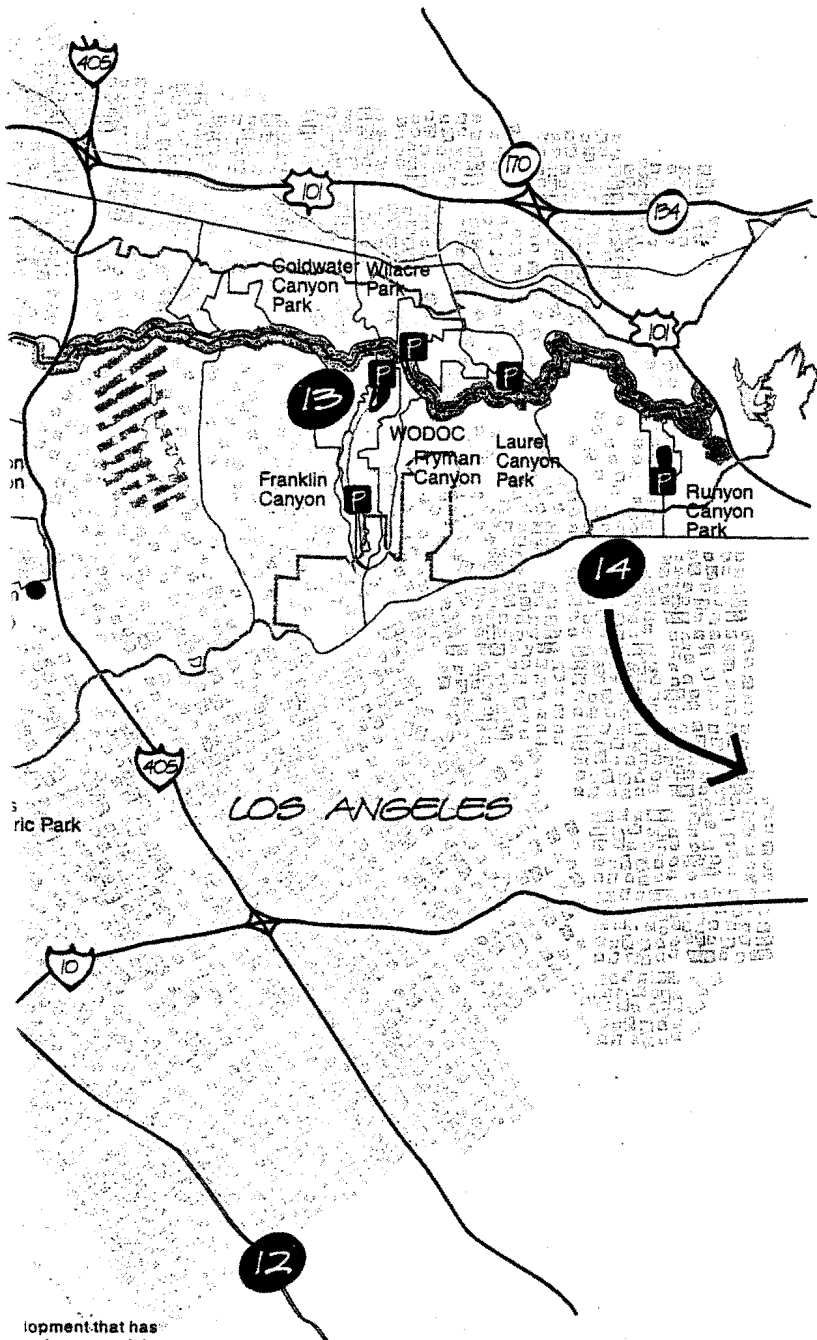 405
170
101
134
Coldwater
Canyon
Park
Wilacre
Park
101
P
P
P
13
WODOC
Fryman
Canyon
Laurel
Canyon
Park
Franklin
Canyon
P
P
Runyon
Canyon
Park
14
405
LOS ANGELES
ric Park
10
12
lopment that has